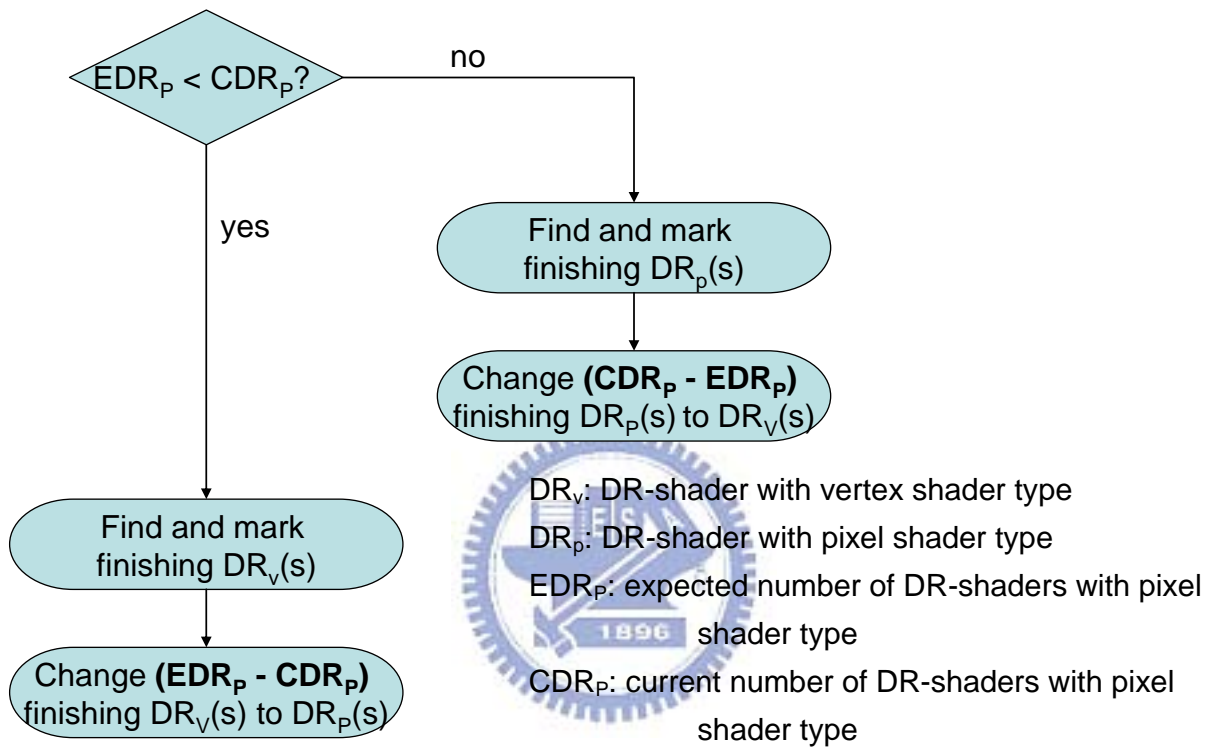 EDRP < CDRP?
no
yes
Find and mark
finishing DRp(s)
Change (CDRP - EDRP)
finishing DRP(s) to DRV(s)
Find and mark
finishing DRv(s)
Change (EDRP - CDRP)
finishing DRV(s) to DRP(s)
DRv: DR-shader with vertex shader type
DRp: DR-shader with pixel shader type
EDRP: expected number of DR-shaders with pixel
shader type
CDRP: current number of DR-shaders with pixel
shader type
ES
1896